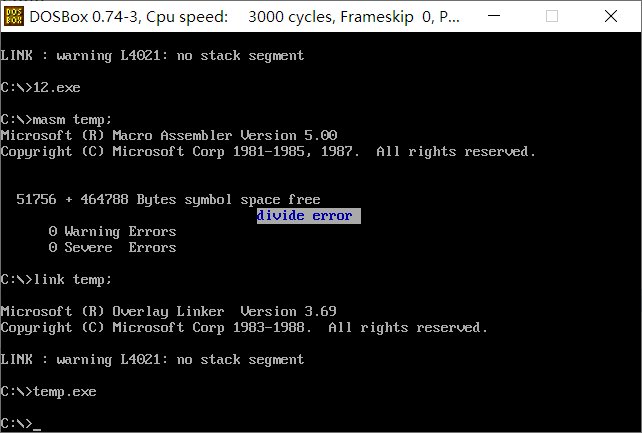 DOS BOX
DOSBox 0.74-3, Cpu speed:    3000 cycles, Frameskip  0, P...
LINK : warning L4021: no stack segment
C:\>12.exe
C:\>masm temp;
Microsoft (R) Macro Assembler Version 5.00
Copyright (C) Microsoft Corp 1981-1985, 1987.  All rights reserved.
  51756 + 464788 Bytes symbol space free
divide error
      0 Warning Errors
      0 Severe  Errors
C:\>link temp;
Microsoft (R) Overlay Linker  Version 3.69
Copyright (C) Microsoft Corp 1983-1988.  All rights reserved.
LINK : warning L4021: no stack segment
C:\>temp.exe
C:\>_